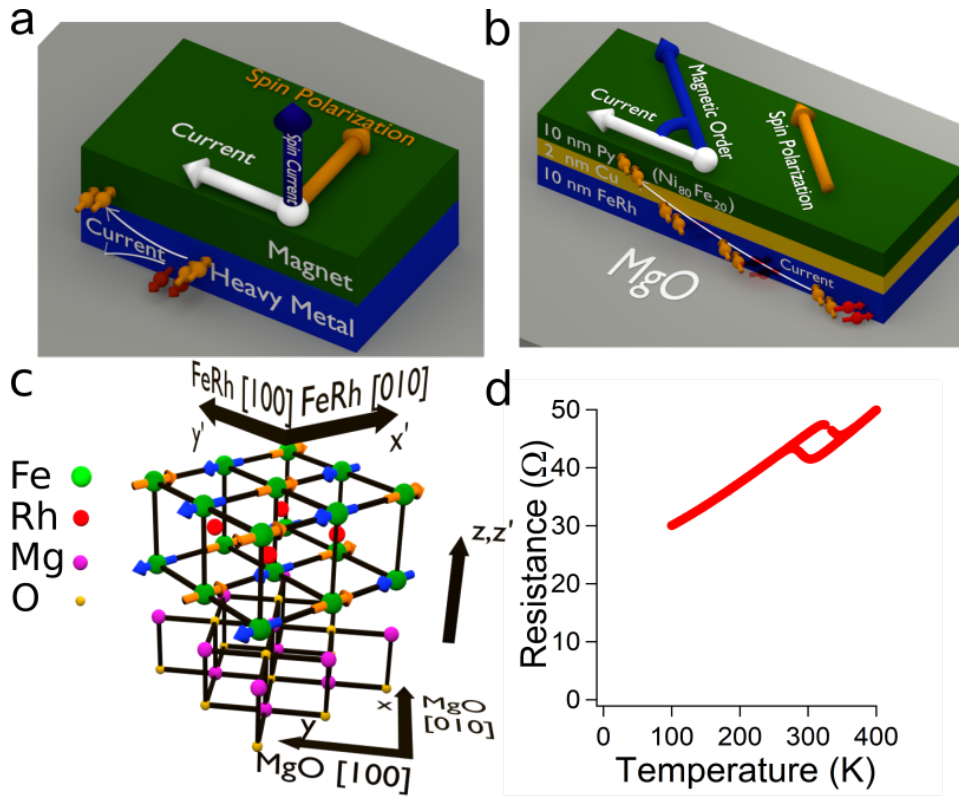 a
Spin Polarization
Current
Spin Current
Magnet
Current
Heavy Metal
b
Current
Magnetic Order
Spin Polarization
10 nm Py (Ni80Fe20)
2 nm Cu
10 nm FeRh
Current
MgO
c
FeRh [100] FeRh [010]
y' x'
Fe
Rh
Mg
O
z,z'
x
MgO
[010]
y
MgO [100]
d
Resistance (Ω)
50
40
30
20
10
0
0 100 200 300 400
Temperature (K)